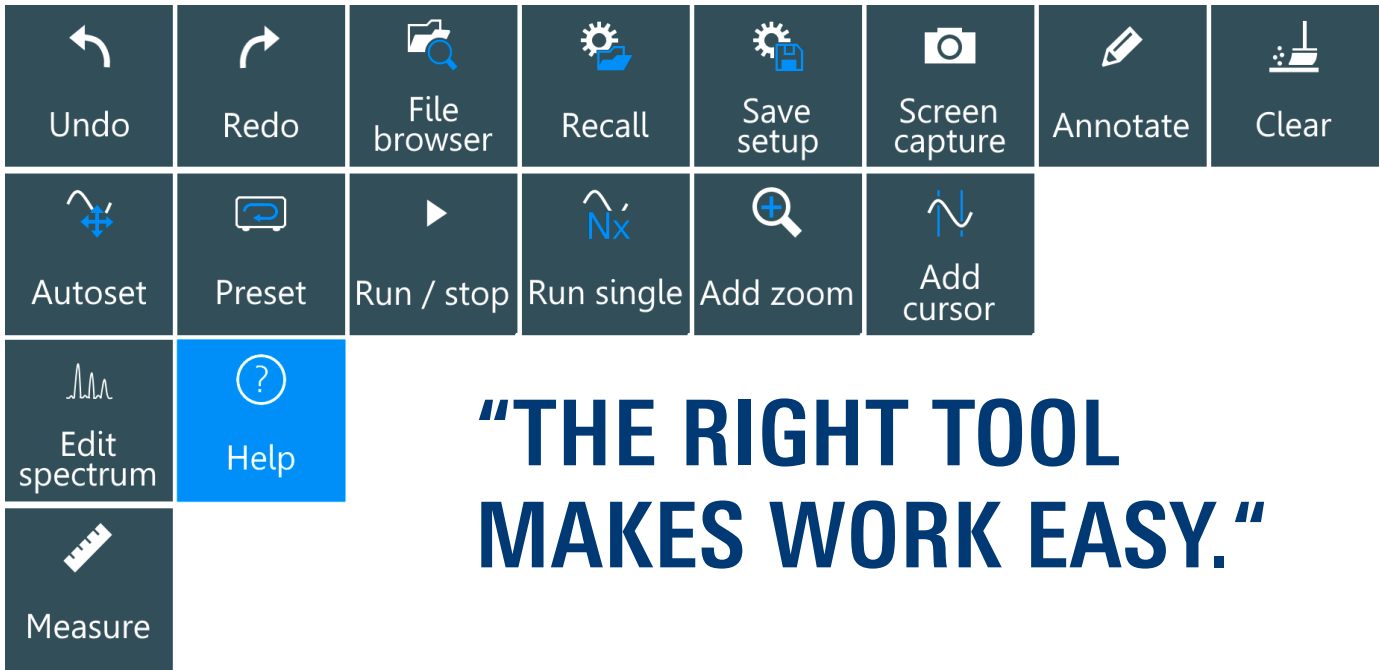 Undo
Redo
File
browser
Recall
Save
setup
Screen
capture
Annotate
Clear
Autoset
Preset
Run / stop
Nx
Run single
Add zoom
Add
cursor
Edit
spectrum
?
Help
Measure
"THE RIGHT TOOL
MAKES WORK EASY."